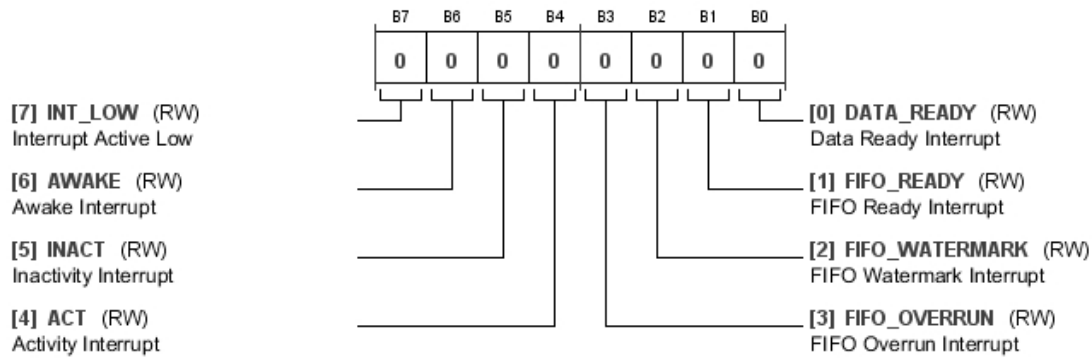 B7 B6 B5 B4 B3 B2 B1 B0
0 0 0 0 0 0 0 0
[7] INT_LOW (RW)
Interrupt Active Low
[6] AWAKE (RW)
Awake Interrupt
[5] INACT (RW)
Inactivity Interrupt
[4] ACT (RW)
Activity Interrupt
[0] DATA_READY (RW)
Data Ready Interrupt
[1] FIFO_READY (RW)
FIFO Ready Interrupt
[2] FIFO_WATERMARK (RW)
FIFO Watermark Interrupt
[3] FIFO_OVERRUN (RW)
FIFO Overrun Interrupt